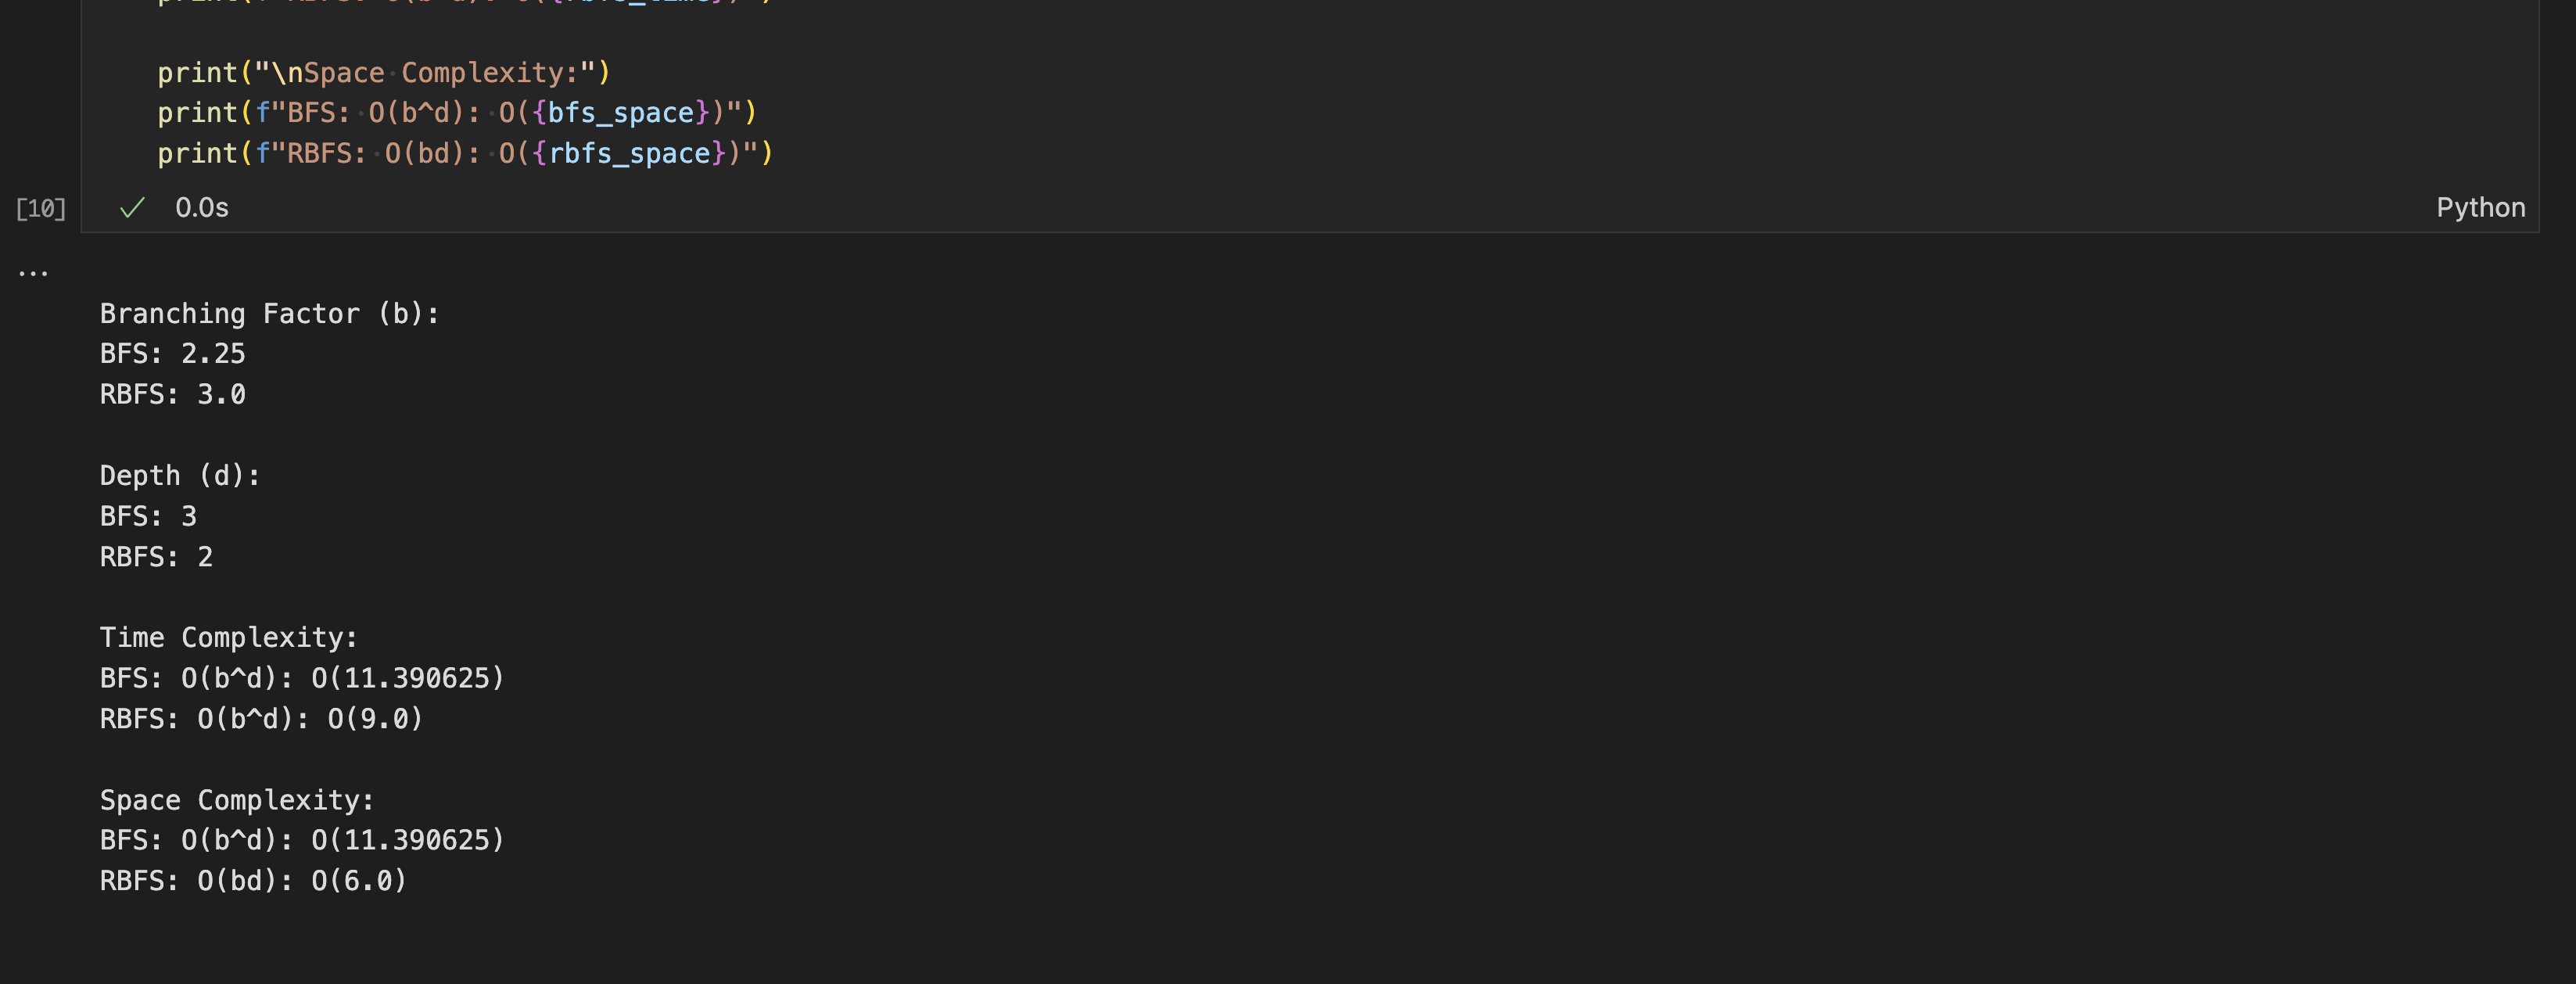 print("\nSpace Complexity:")
print(f"BFS: O(b^d): O({bfs_space})")
print(f"RBFS: O(bd): O({rbfs_space})")
[10]
0.0s
Python
...
Branching Factor (b):
BFS: 2.25
RBFS: 3.0
Depth (d):
BFS: 3
RBFS: 2
Time Complexity:
BFS: O(b^d): O(11.390625)
RBFS: O(b^d): O(9.0)
Space Complexity:
BFS: O(b^d): O(11.390625)
RBFS: O(bd): O(6.0)